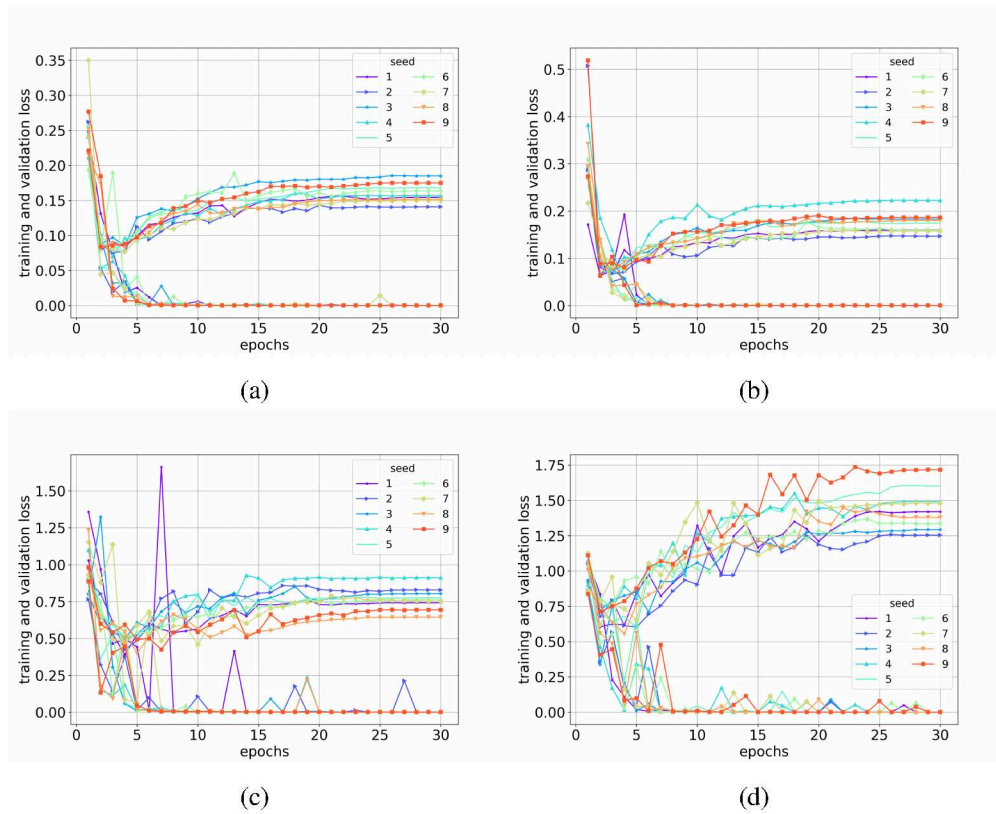 training and validation loss
0.35
0.30
0.25
0.20
0.15
0.10
0.05
0.00
seed
1 6
2 7
3 8
4 9
5
0 5 10 15 20 25 30
epochs
(a)
training and validation loss
0.5
0.4
0.3
0.2
0.1
0.0
seed
1 6
2 7
3 8
4 9
5
0 5 10 15 20 25 30
epochs
(b)
training and validation loss
1.50
1.25
1.00
0.75
0.50
0.25
0.00
seed
1 6
2 7
3 8
4 9
5
0 5 10 15 20 25 30
epochs
(c)
training and validation loss
1.75
1.50
1.25
1.00
0.75
0.50
0.25
0.00
seed
1 6
2 7
3 8
4 9
5
0 5 10 15 20 25 30
epochs
(d)